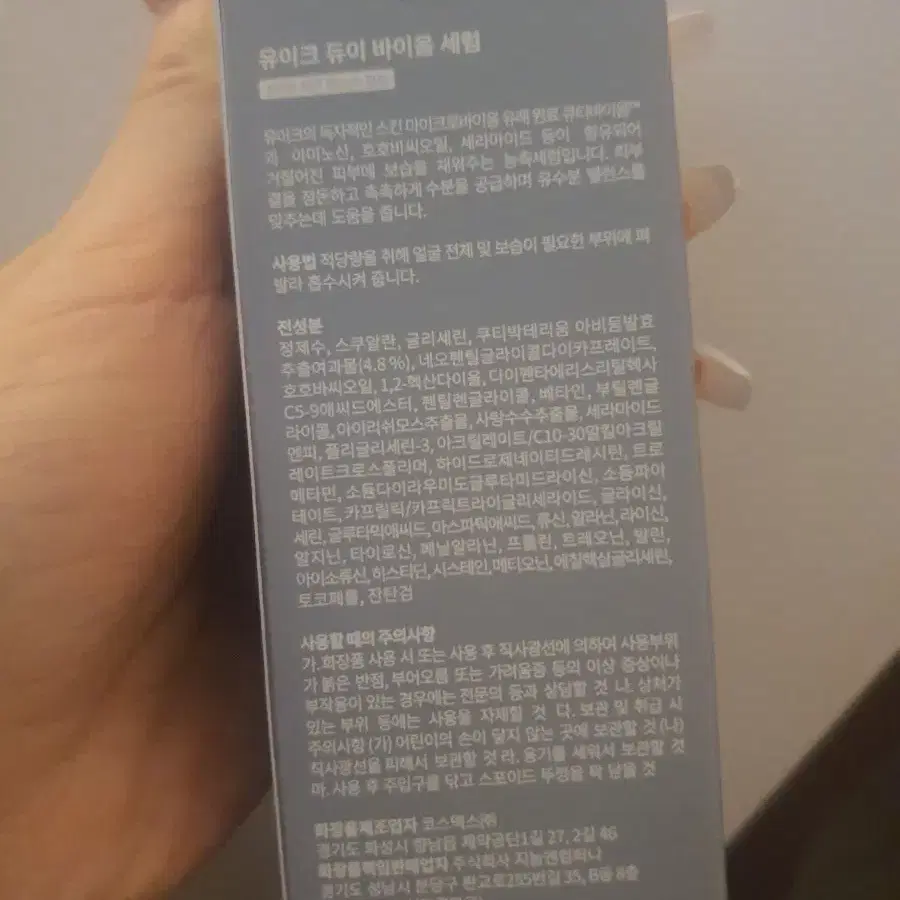 유이크 듀이 바이옴 세럼
유이크의 독자적인 스킨 마이크로바이옴 유래 원료 큐티바이옴™
과 아미노산, 호호바씨오일, 세라마이드 등이 함유되어
거칠어진 피부에 보습을 채워주는 농축세럼입니다. 피부
결을 정돈하고 촉촉하게 수분을 공급하며 유수분 밸런스를
맞추는데 도움을 줍니다.
사용법 적당량을 취해 얼굴 전체 및 보습이 필요한 부위에 펴
발라 흡수시켜 줍니다.
전성분
정제수, 스쿠알란, 글리세린, 쿠티박테리움 아비둠발효
추출여과물(4.8%), 네오펜틸글라이콜다이카프레이트,
호호바씨오일, 1,2-헥산다이올, 다이펜타에리스리틸헥사
C5-9애씨드에스터, 펜틸렌글라이콜, 베타인, 부틸렌글
라이콜, 아이리쉬모스추출물, 사탕수수추출물, 세라마이드
엔피, 폴리글리세린-3, 아크릴레이트/C10-30알킬아크릴
레이트크로스폴리머, 하이드로제네이티드레시틴, 트로
메타민, 소듐다이라우라미도글루타미드라이신, 소듐파이
테이트, 카프릴릭/카프릭트라이글리세라이드, 글라이신,
세린, 글루타믹애씨드, 아스파틱애씨드, 류신, 알라닌, 라이신,
알지닌, 타이로신, 페닐알라닌, 프롤린, 트레오닌, 발린,
아이소류신, 히스티딘, 시스테인, 메티오닌, 에틸헥실글리세린,
토코페롤, 잔탄검
사용할 때의 주의사항
가. 화장품 사용 시 또는 사용 후 직사광선에 의하여 사용부위
가 붉은 반점, 부어오름 또는 가려움증 등의 이상 증상이나
부작용이 있는 경우에는 전문의 등과 상담할 것 나. 상처가
있는 부위 등에는 사용을 자제할 것 다. 보관 및 취급 시
주의사항 (가) 어린이의 손이 닿지 않는 곳에 보관할 것 (나)
직사광선을 피해서 보관할 것 라. 용기를 세워서 보관할 것
마. 사용 후 주입구를 닦고 스포이드 뚜껑을 꽉 닫을 것
화장품제조업자 코스맥스㈜
경기도 화성시 향남읍 제약공단1길 27, 2길 46
화장품책임판매업자 주식회사 지놈앤컴퍼니
경기도 성남시 분당구 판교로255번길 35, B동 8층